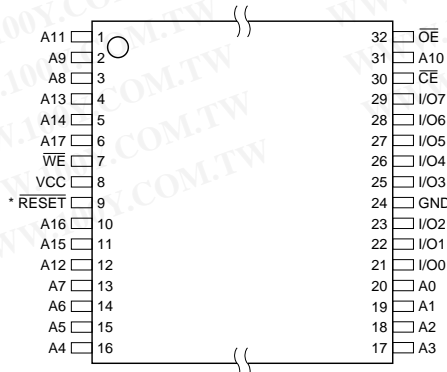 A11 1 32 OE
A9 2 31 A10
A8 3 30 CE
A13 4 29 I/O7
A14 5 28 I/O6
A17 6 27 I/O5
WE 7 26 I/O4
VCC 8 25 I/O3
* RESET 9 24 GND
A16 10 23 I/O2
A15 11 22 I/O1
A12 12 21 I/O0
A7 13 20 A0
A6 14 19 A1
A5 15 18 A2
A4 16 17 A3